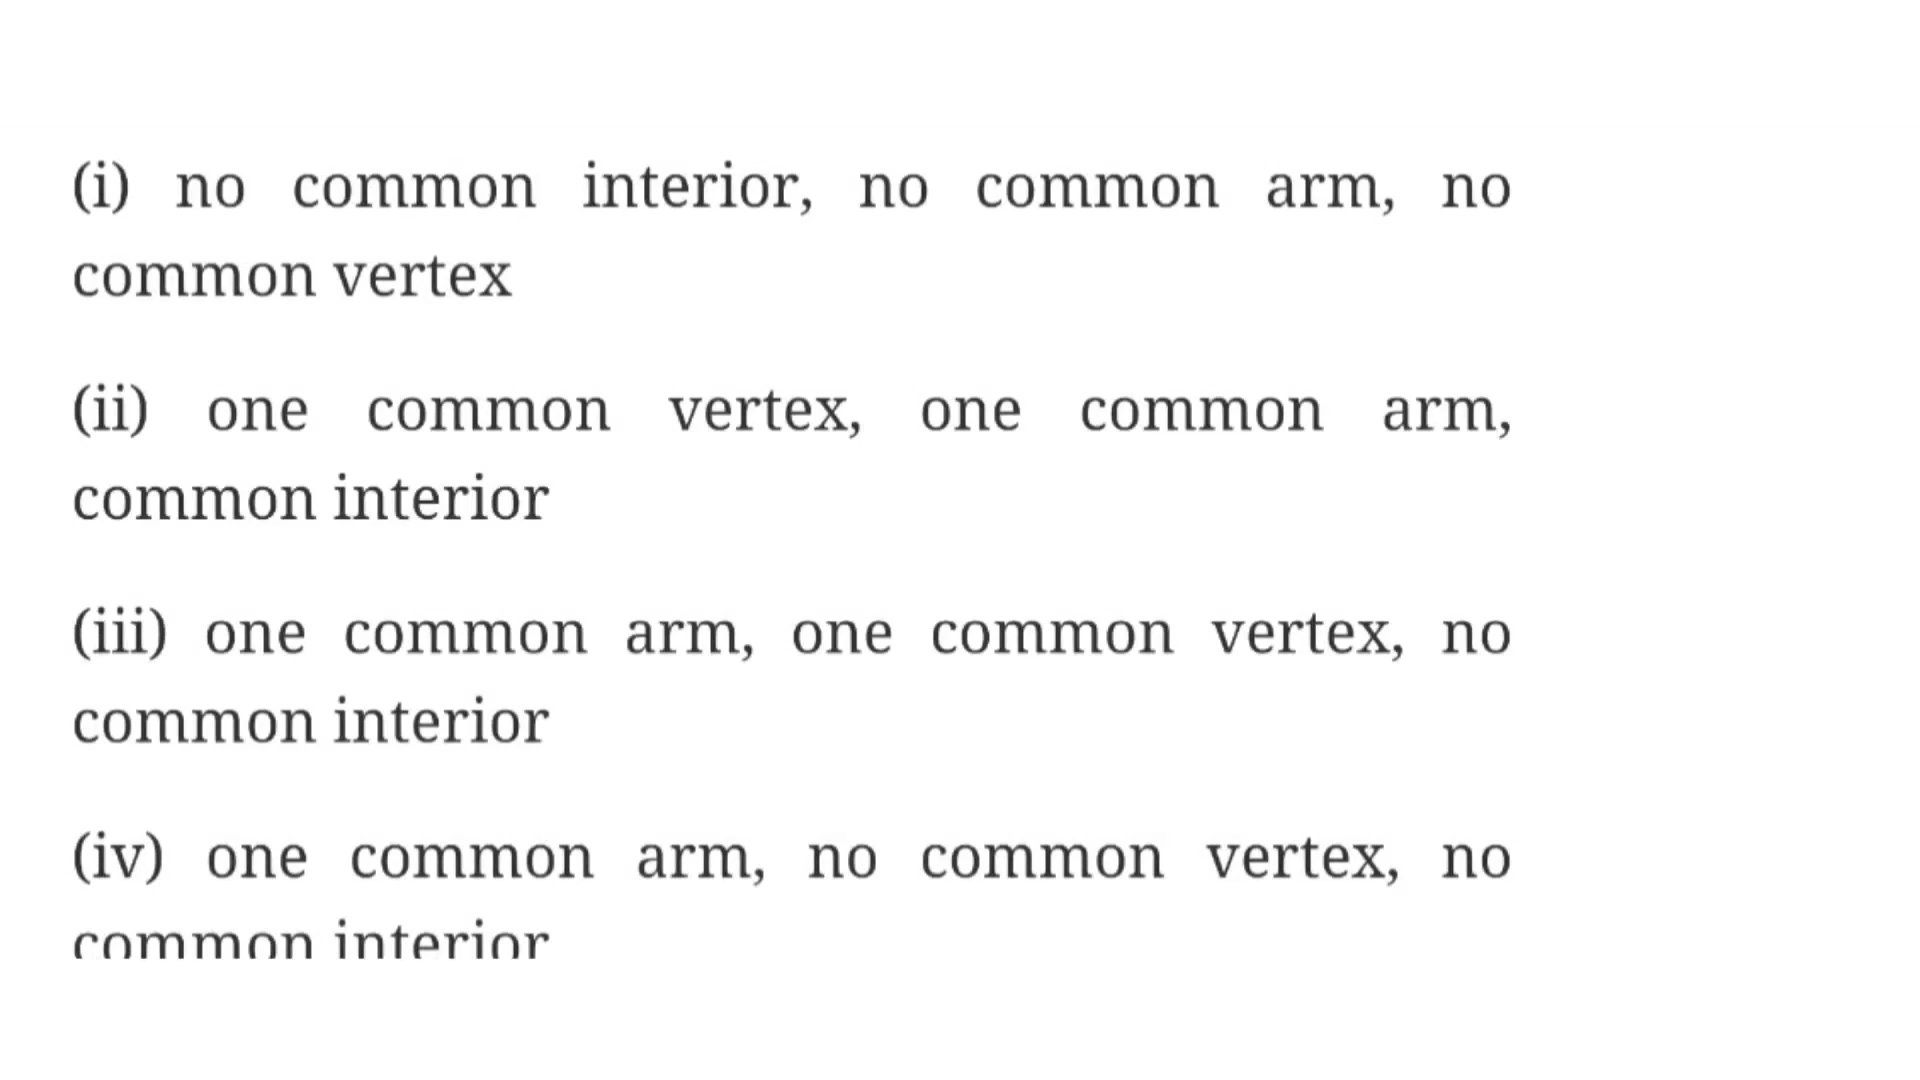 (i) no common interior, no common arm, no
common vertex
(ii) one common vertex, one common arm,
common interior
(iii) one common arm, one common vertex, no
common interior
(iv) one common arm, no common vertex, no
common interior